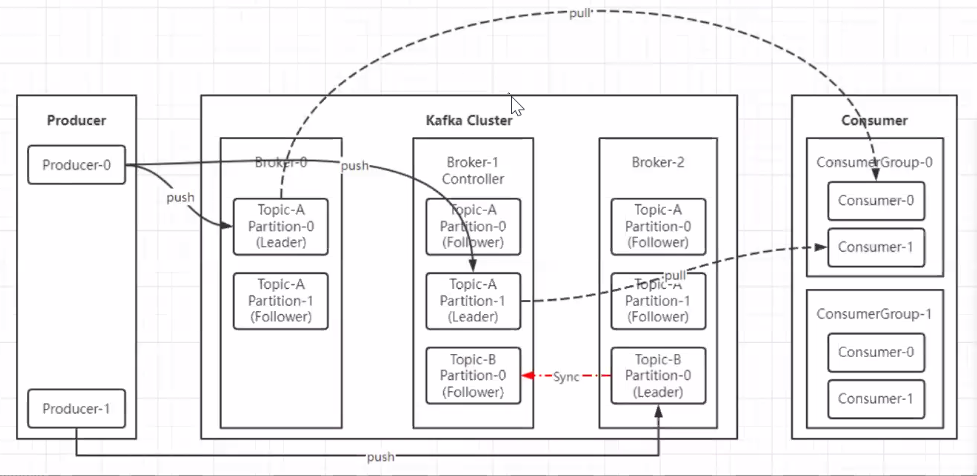 pull
Producer
Kafka Cluster
Consumer
Producer-0
push
push
Broker-0
Topic-A
Partition-0
(Leader)
Topic-A
Partition-1
(Follower)
Broker-1
Controller
Topic-A
Partition-0
(Follower)
Topic-A
Partition-1
(Leader)
Topic-B
Partition-0
(Follower)
Sync
Broker-2
Topic-A
Partition-0
(Follower)
pull
Topic-A
Partition-1
(Follower)
Topic-B
Partition-0
(Leader)
ConsumerGroup-0
Consumer-0
Consumer-1
ConsumerGroup-1
Consumer-0
Consumer-1
Producer-1
push